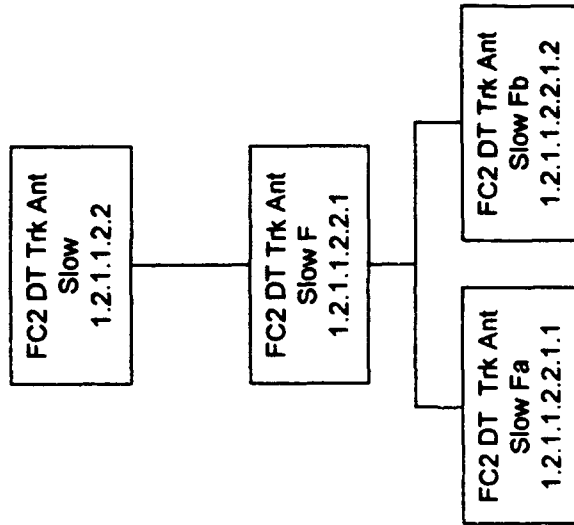 FC2 DT Trk Ant
Slow
1.2.1.1.2.2
FC2 DT Trk Ant
Slow F
1.2.1.1.2.2.1
FC2 DT Trk Ant
Slow Fa
1.2.1.1.2.2.1.1
FC2 DT Trk Ant
Slow Fb
1.2.1.1.2.2.1.2